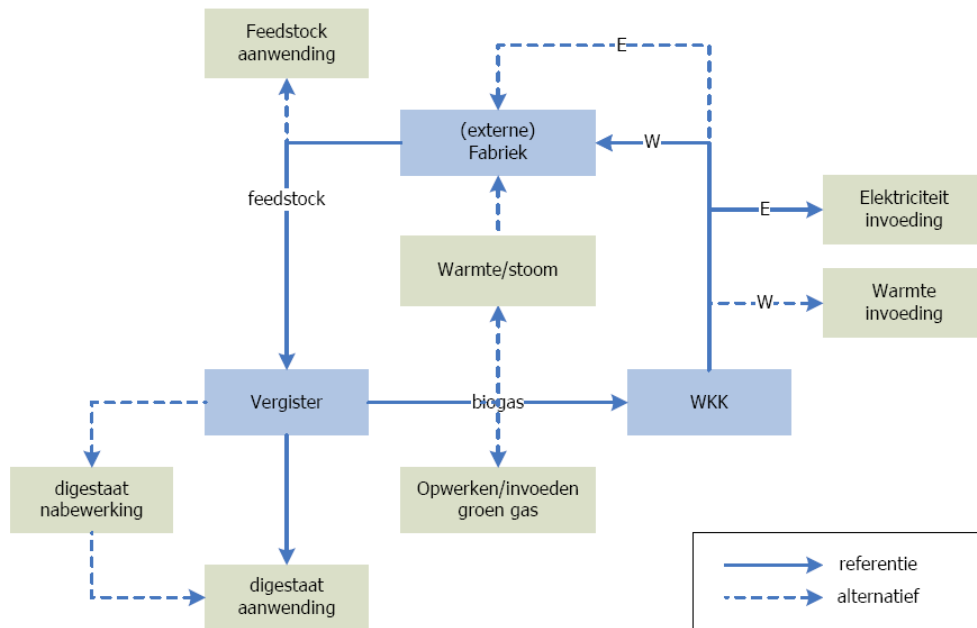 Feedstock
aanwending
E
(externe)
Fabriek
W
feedstock
E
Elektriciteit
invoeding
Warmte/stoom
W
Warmte
invoeding
Vergister
biogas
WKK
digestaat
nabewerking
Opwerken/invoeden
groen gas
digestaat
aanwending
referentie
alternatief